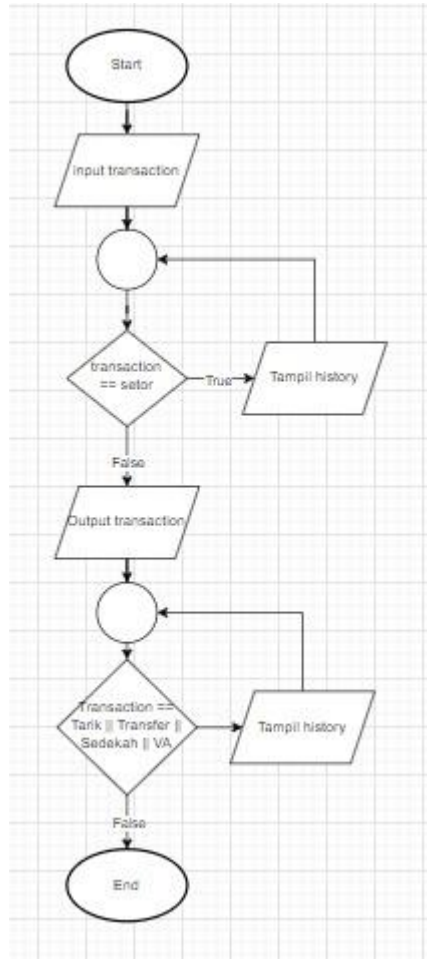 Start
input transaction
transaction
== setor
True
Tampil history
False
Output transaction
Transaction ==
Tarik || Transfer ||
Sedekah || VA
Tampil history
False
End